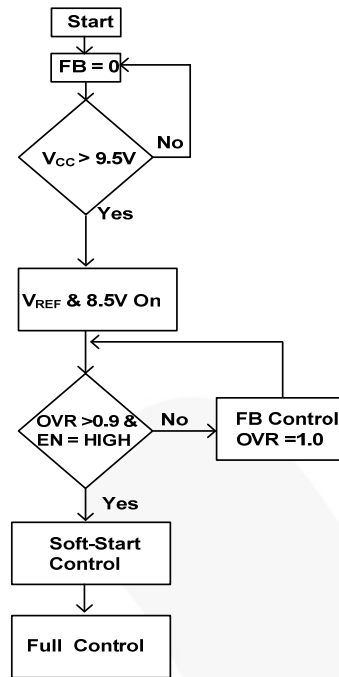 Start
FB = 0
No
VCC > 9.5V
Yes
VREF & 8.5V On
OVR >0.9 &
EN = HIGH
No
FB Control
OVR =1.0
Yes
Soft-Start
Control
Full Control